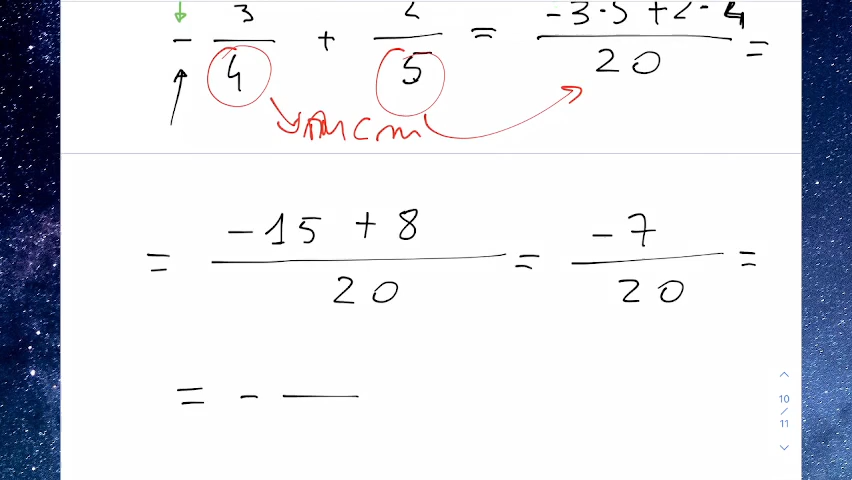 - 3/4 + 2/5 = -3·5 + 2·4 / 20 =
mcm
= -15 + 8 / 20 = -7 / 20 =
= -
10
/
11